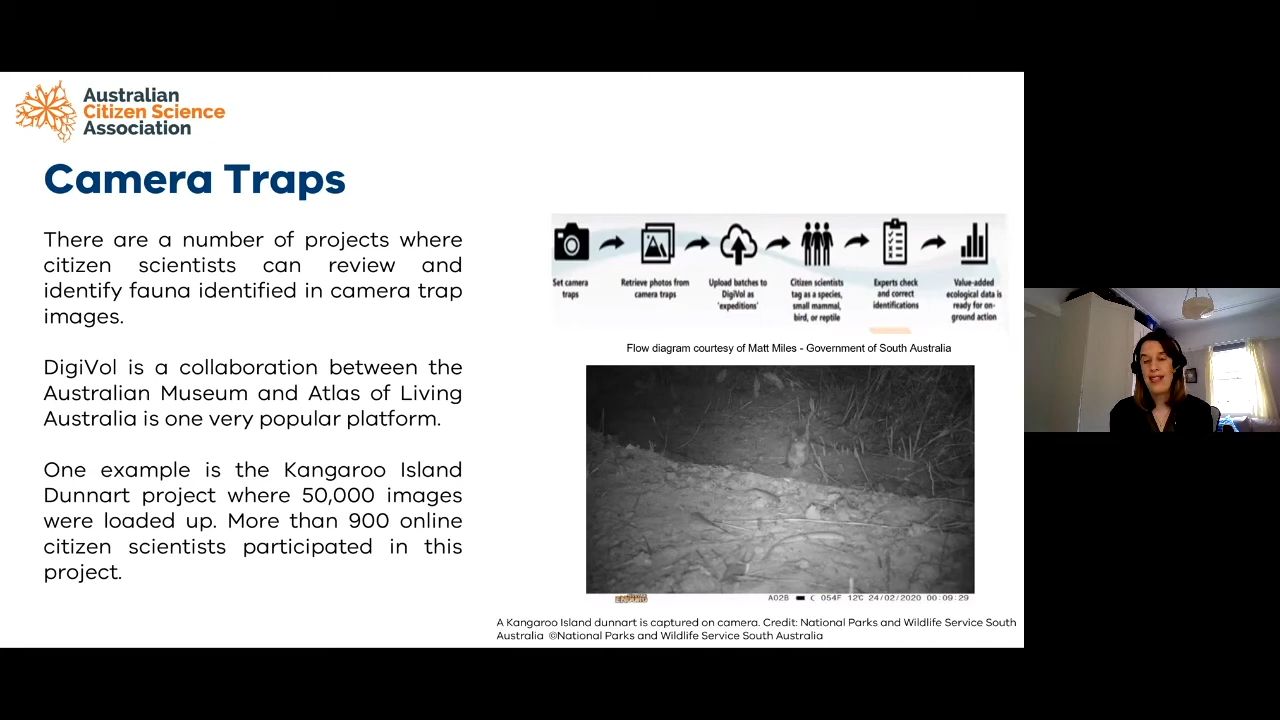 Australian
Citizen Science
Association
Camera Traps
There are a number of projects where
citizen scientists can review and
identify fauna identified in camera trap
images.
DigiVol is a collaboration between the
Australian Museum and Atlas of Living
Australia is one very popular platform.
One example is the Kangaroo Island
Dunnart project where 50,000 images
were loaded up. More than 900 online
citizen scientists participated in this
project.
Set camera
traps
Retrieve photos from
camera traps
Upload batches to
DigiVol as
'expeditions'
Citizen scientists
tag as a species,
small mammal,
bird, or reptile
Experts check
and correct
identifications
Value-added
ecological data is
ready for on-
ground action
Flow diagram courtesy of Matt Miles - Government of South Australia
A02B 054F 12°C 24/02/2020 00:09:29
A Kangaroo Island dunnart is captured on camera. Credit: National Parks and Wildlife Service South
Australia ©National Parks and Wildlife Service South Australia